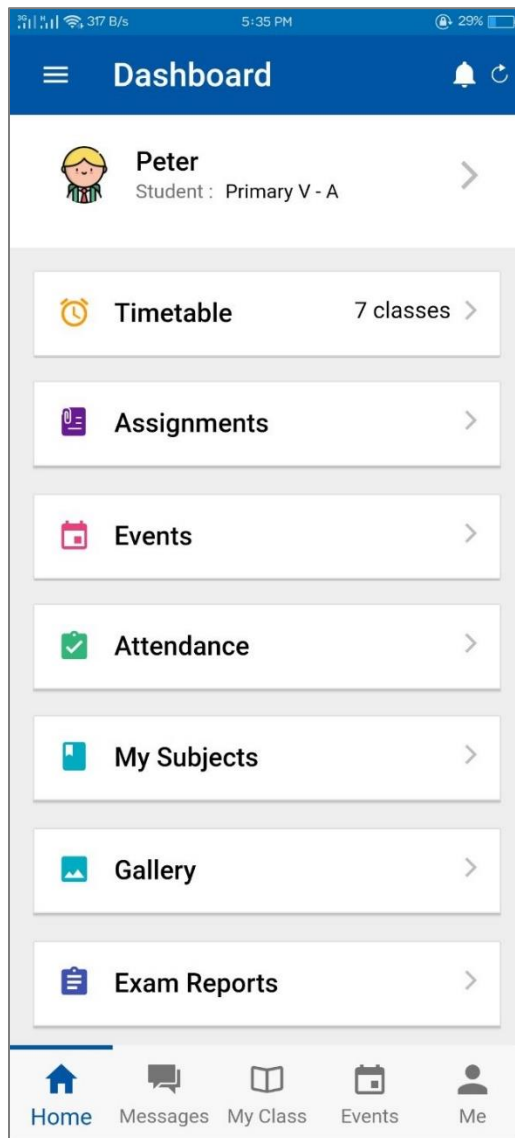 3G H 317 B/s 5:35 PM 29%
Dashboard
Peter
Student : Primary V - A
Timetable 7 classes
Assignments
Events
Attendance
My Subjects
Gallery
Exam Reports
Home Messages My Class Events Me